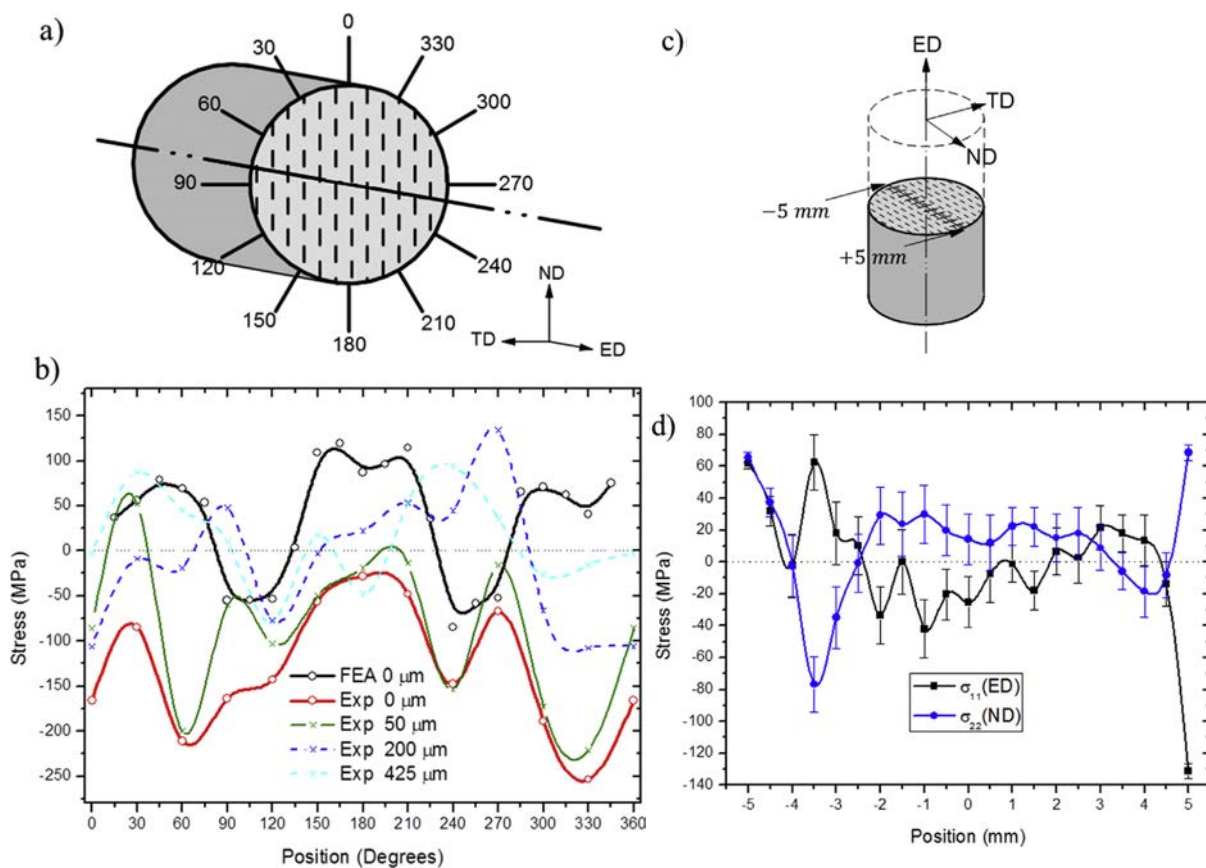 a)
0
30
330
60
300
90
270
120
240
150
210
180
ND
TD
ED
c)
ED
TD
ND
−5 mm
+5 mm
b)
150
100
50
0
-50
-100
-150
-200
-250
Stress (MPa)
FEA 0 μm
Exp 0 μm
Exp 50 μm
Exp 200 μm
Exp 425 μm
0 30 60 90 120 150 180 210 240 270 300 330 360
Position (Degrees)
d)
100
80
60
40
20
0
-20
-40
-60
-80
-100
-120
-140
Stress (MPa)
σ11(ED)
σ22(ND)
-5 -4 -3 -2 -1 0 1 2 3 4 5
Position (mm)